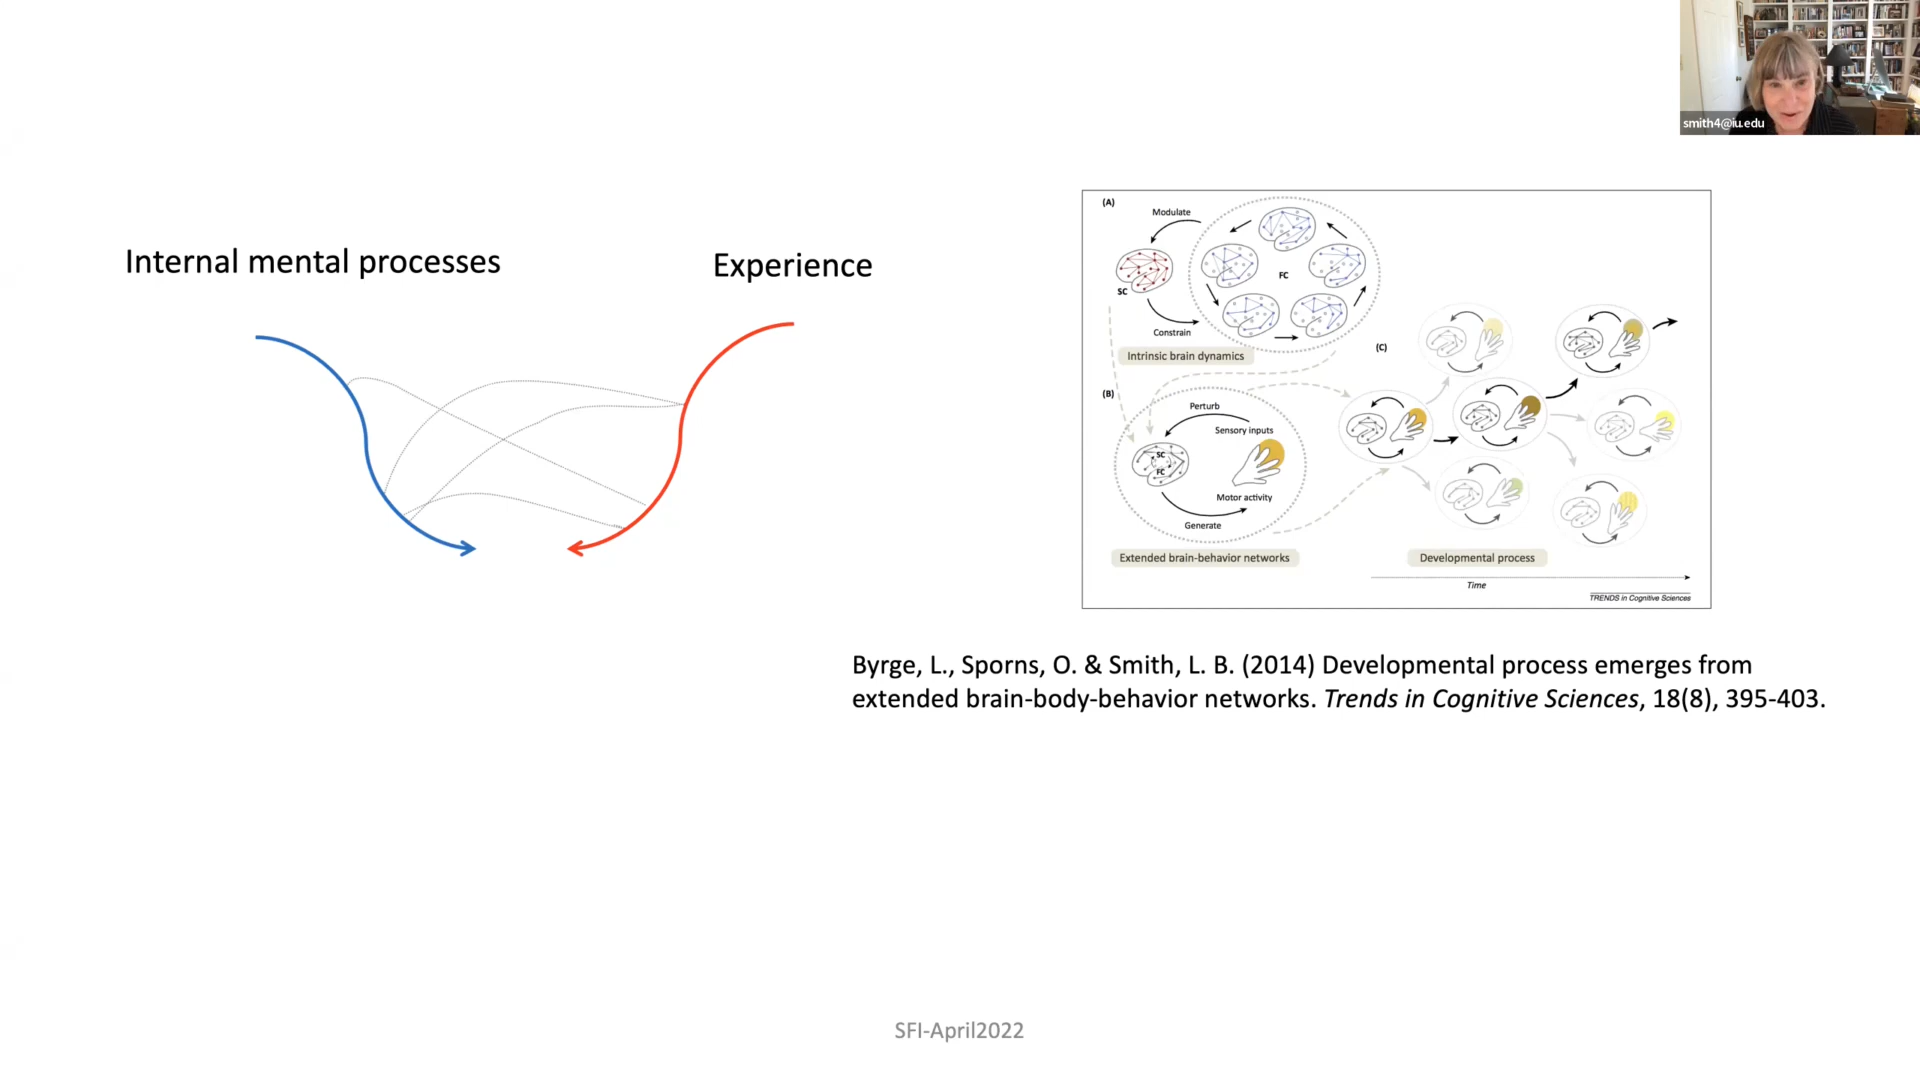 smith4@iu.edu
Internal mental processes
Experience
(A)
Modulate
SC
FC
Constrain
Intrinsic brain dynamics
(B)
Perturb
Sensory inputs
SC
FC
Motor activity
Generate
Extended brain-behavior networks
(C)
Developmental process
Time
TRENDS in Cognitive Sciences
Byrge, L., Sporns, O. & Smith, L. B. (2014) Developmental process emerges from
extended brain-body-behavior networks. Trends in Cognitive Sciences, 18(8), 395-403.
SFI-April2022